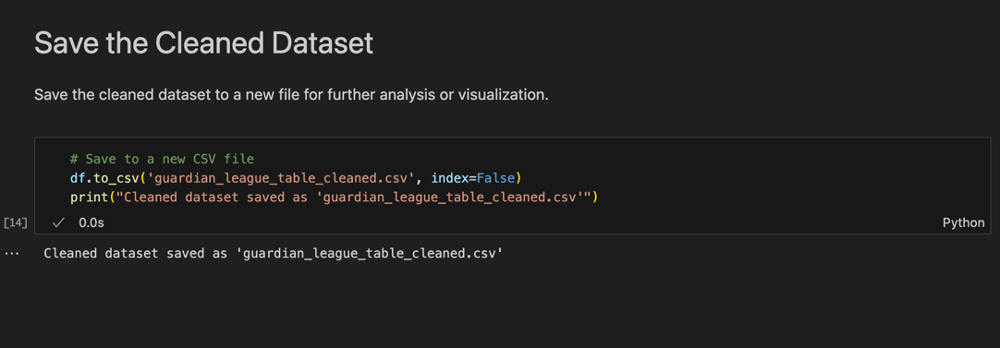 Save the Cleaned Dataset
Save the cleaned dataset to a new file for further analysis or visualization.
# Save to a new CSV file
df.to_csv('guardian_league_table_cleaned.csv', index=False)
print("Cleaned dataset saved as 'guardian_league_table_cleaned.csv'")
[14] ✓ 0.0s Python
... Cleaned dataset saved as 'guardian_league_table_cleaned.csv'